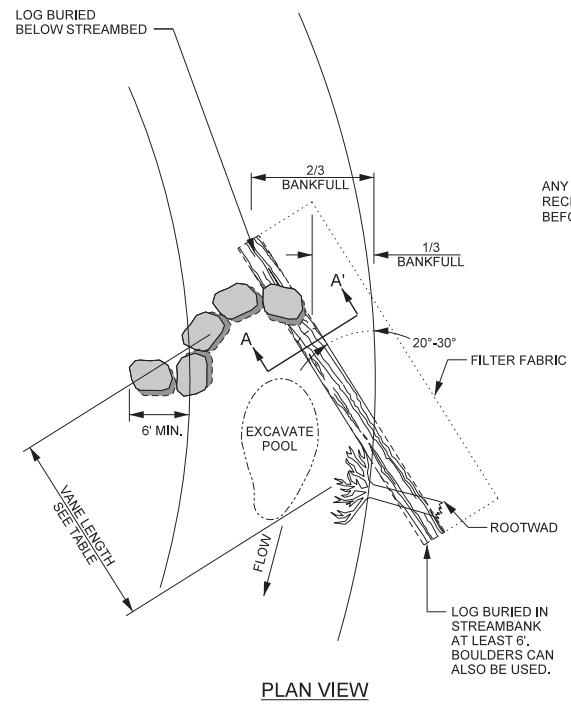 LOG BURIED
BELOW STREAMBED
2/3
BANKFULL
ANY
RECI
BEFO
1/3
BANKFULL
A'
A
20°-30°
FILTER FABRIC
6' MIN.
EXCAVATE
POOL
VANE LENGTH
SEE TABLE
FLOW
ROOTWAD
LOG BURIED IN
STREAMBANK
AT LEAST 6'.
BOULDERS CAN
ALSO BE USED.
PLAN VIEW